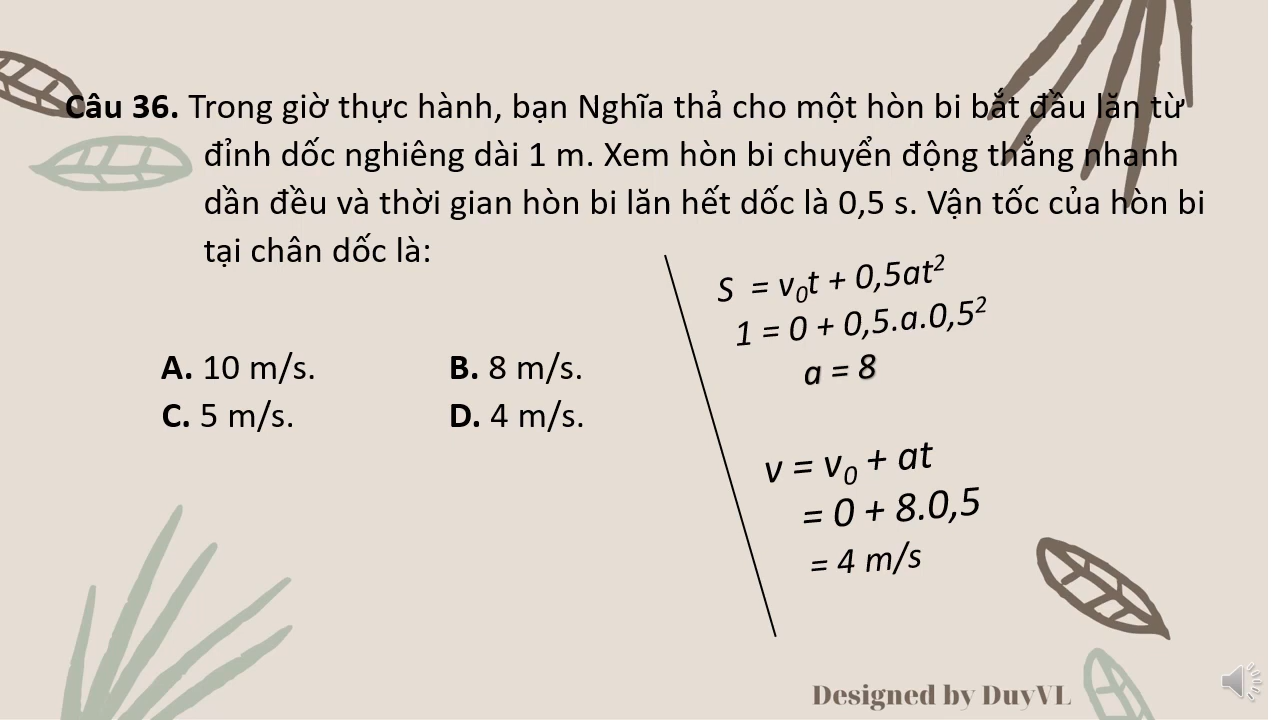 Câu 36. Trong giờ thực hành, bạn Nghĩa thả cho một hòn bi bắt đầu lăn từ
đỉnh dốc nghiêng dài 1 m. Xem hòn bi chuyển động thẳng nhanh
dần đều và thời gian hòn bi lăn hết dốc là 0,5 s. Vận tốc của hòn bi
tại chân dốc là:
A. 10 m/s. B. 8 m/s.
C. 5 m/s. D. 4 m/s.
S = v₀t + 0,5at²
1 = 0 + 0,5.a.0,5²
a = 8
v = v₀ + at
= 0 + 8.0,5
= 4 m/s
Designed by DuyVL